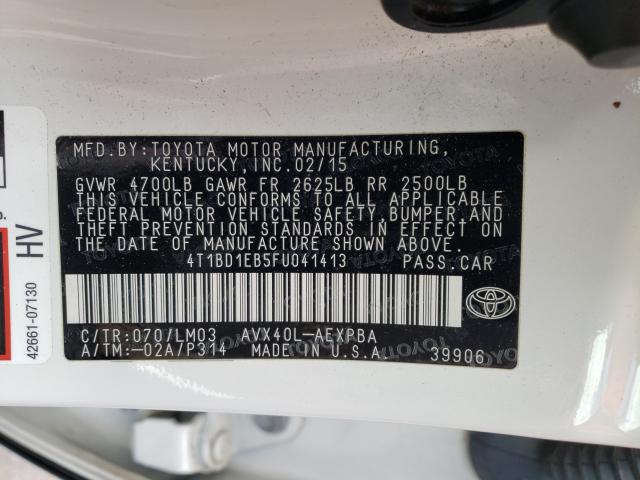 MFD.BY:TOYOTA MOTOR MANUFACTURING,
KENTUCKY,INC.02/15
GVWR 4700LB GAWR FR 2625LB RR 2500LB
THIS VEHICLE CONFORMS TO ALL APPLICABLE
FEDERAL MOTOR VEHICLE SAFETY,BUMPER,AND
THEFT PREVENTION STANDARDS IN EFFECT ON
THE DATE OF MANUFACTURE SHOWN ABOVE.
4T1BD1EB5FU041413 PASS.CAR
C/TR:070/LM03 AVX40L-AEXPBA
A/TM:-02A/P314 MADE IN U.S.A. 39906
HV
42661-07130